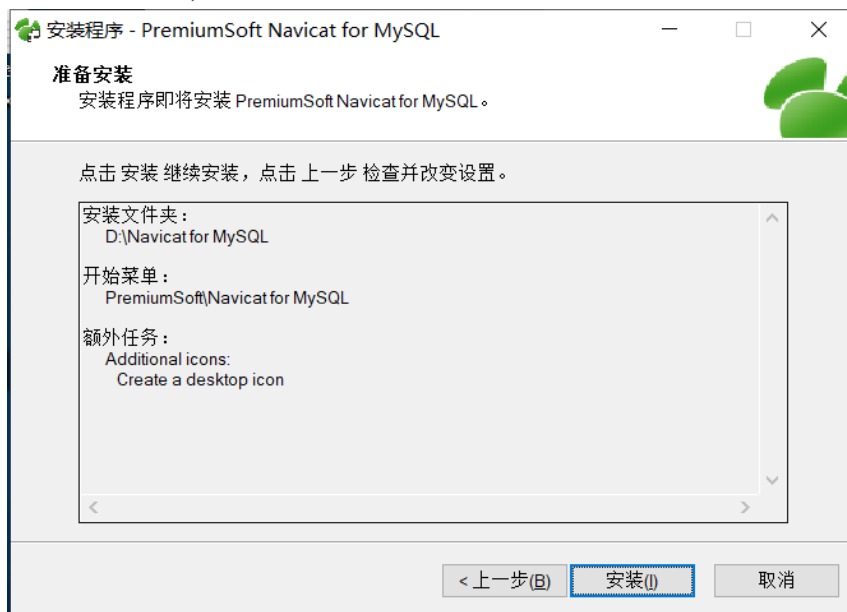 安装程序 - PremiumSoft Navicat for MySQL
准备安装
安装程序即将安装 PremiumSoft Navicat for MySQL。
点击 安装 继续安装，点击 上一步 检查并改变设置。
安装文件夹：
D:\Navicat for MySQL
开始菜单：
PremiumSoft\Navicat for MySQL
额外任务：
Additional icons:
Create a desktop icon
< 上一步(B) 安装(I) 取消